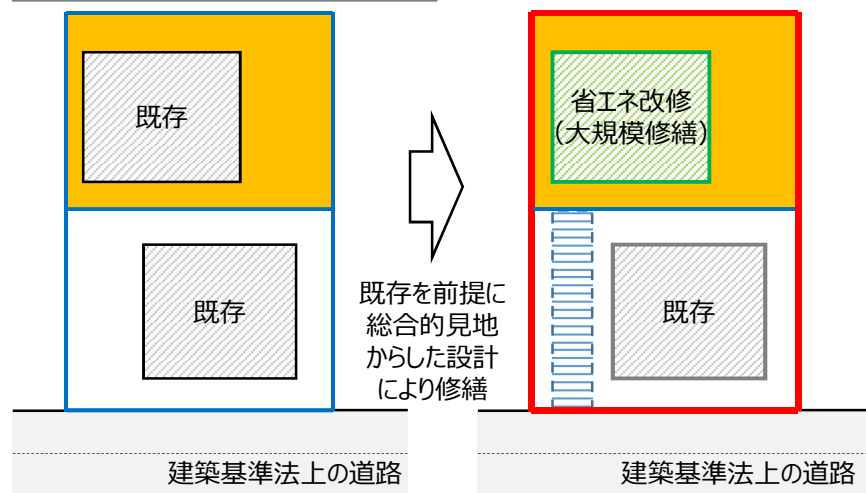 既存
既存
建築基準法上の道路
既存を前提に
総合的見地
からした設計
により修繕
省エネ改修
(大規模修繕)
既存
建築基準法上の道路